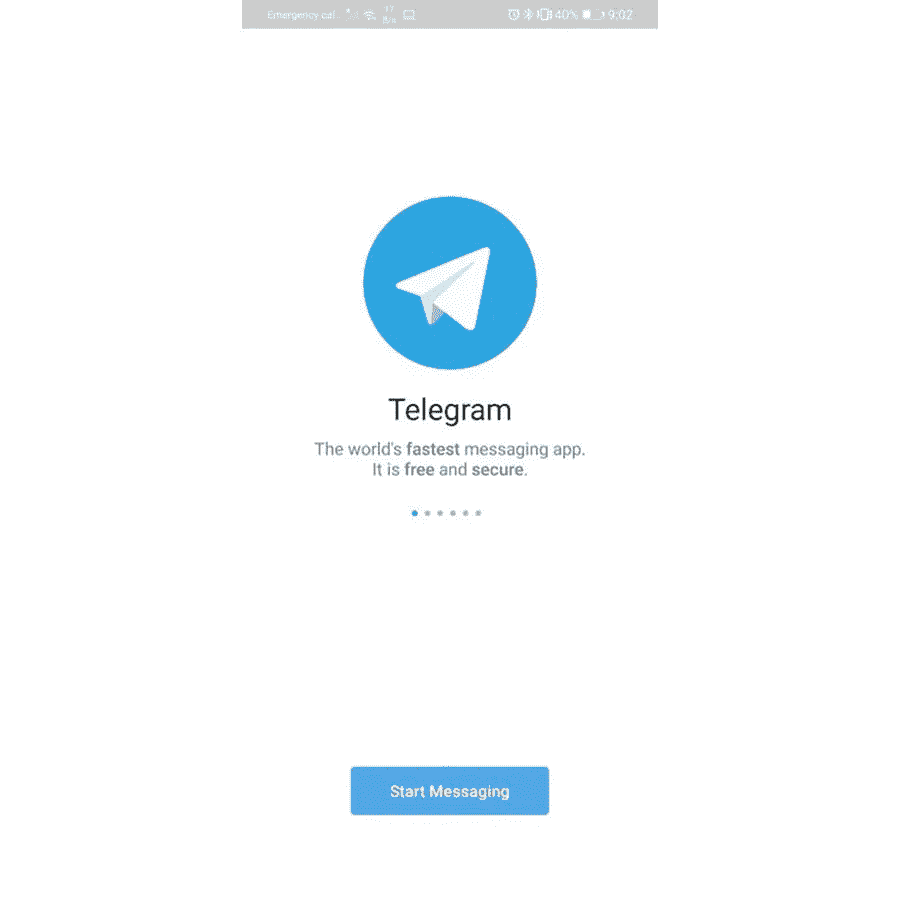 Emergency cal..
17
B/s
40%
9:02
Telegram
The world's fastest messaging app.
It is free and secure.
Start Messaging